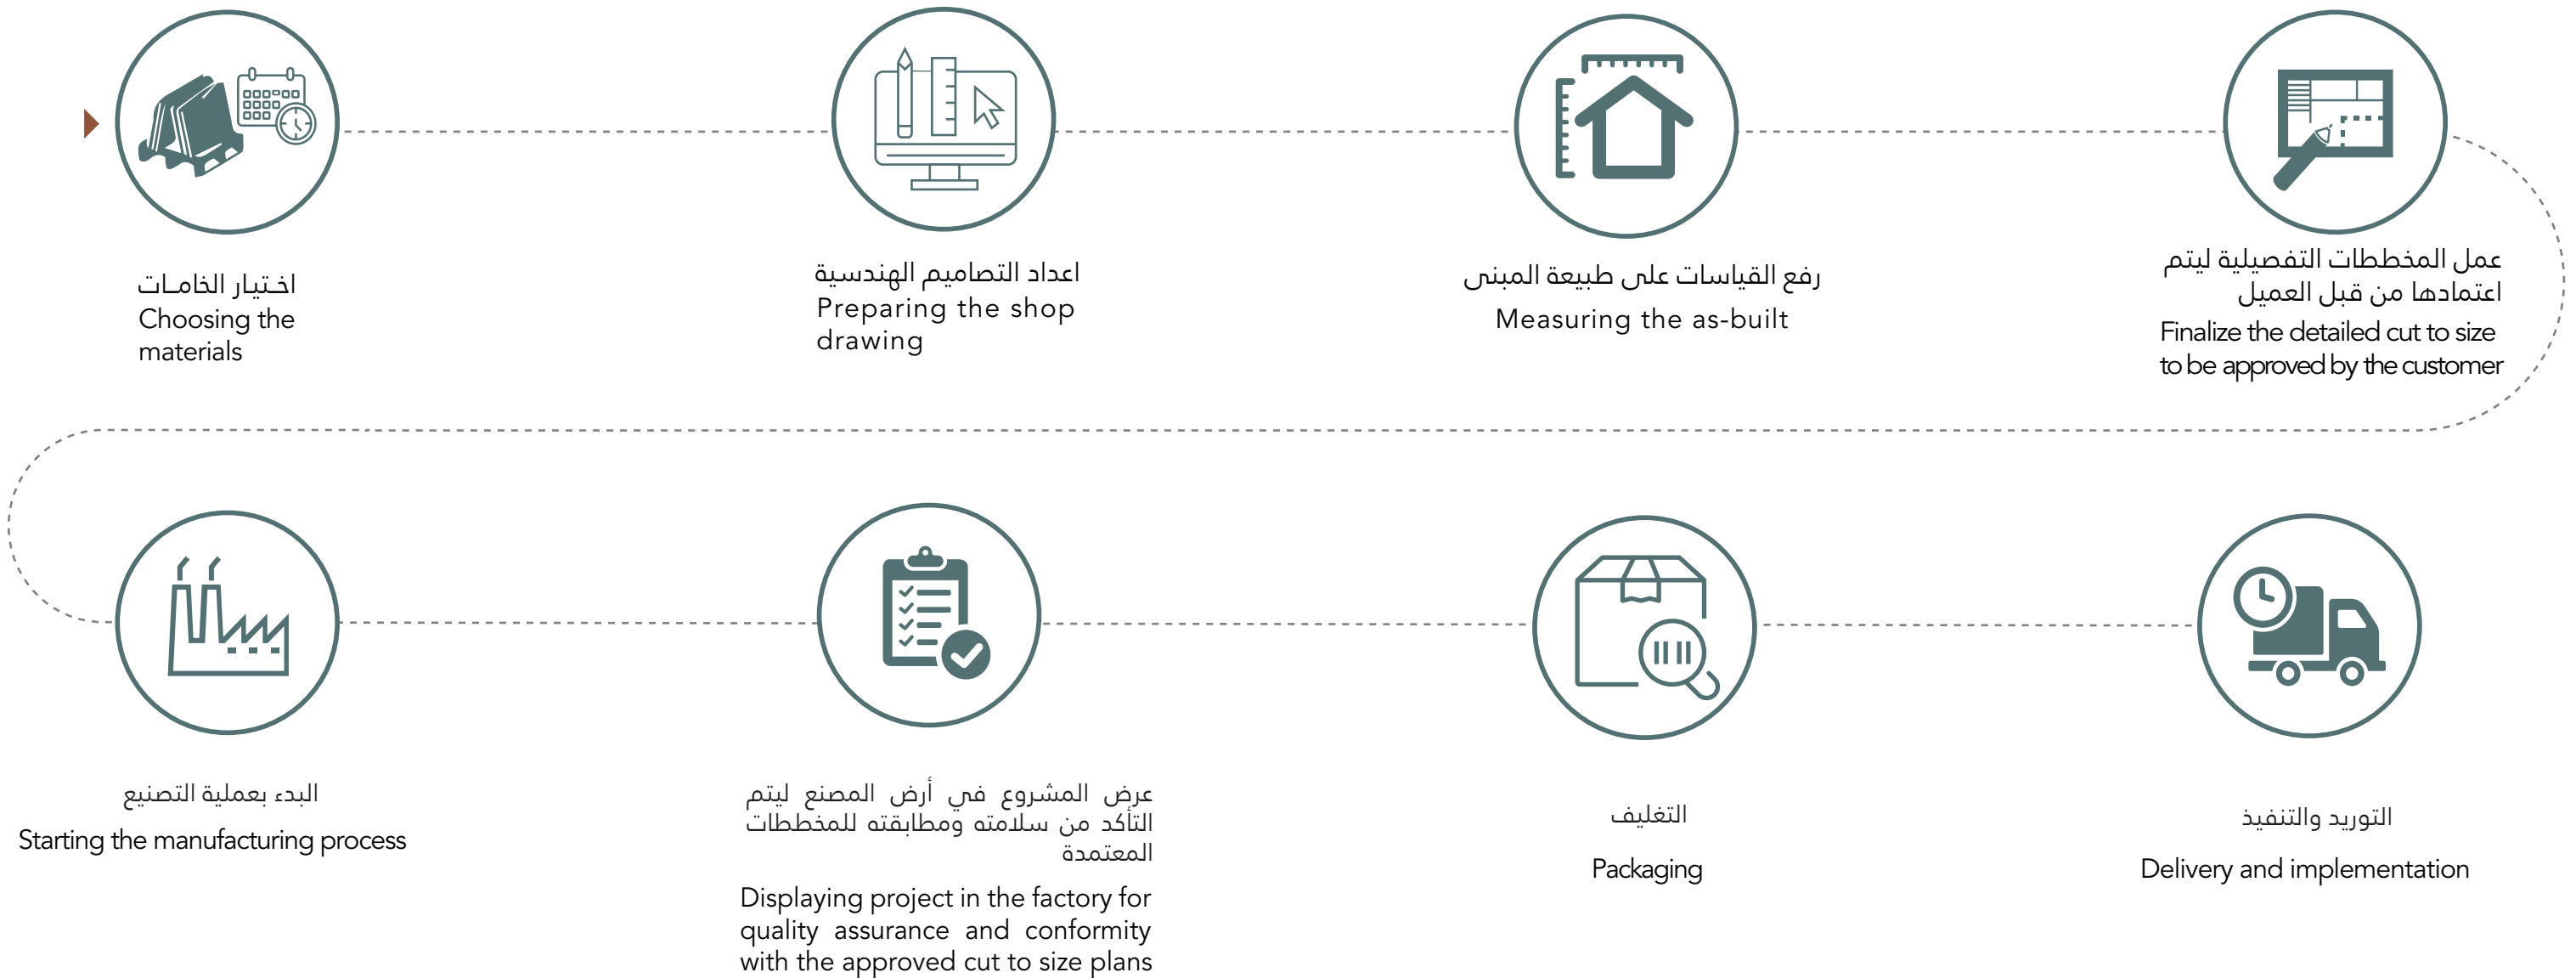 اختيار الخامات
Choosing the
materials
اعداد التصاميم الهندسية
Preparing the shop
drawing
رفع القياسات على طبيعة المبنى
Measuring the as-built
عمل المخططات التفصيلية ليتم
اعتمادها من قبل العميل
Finalize the detailed cut to size
to be approved by the customer
البدء بعملية التصنيع
Starting the manufacturing process
عرض المشروع في أرض المصنع ليتم
التأكد من سلامته ومطابقته للمخططات
المعتمدة
Displaying project in the factory for
quality assurance and conformity
with the approved cut to size plans
التغليف
Packaging
التوريد والتنفيذ
Delivery and implementation